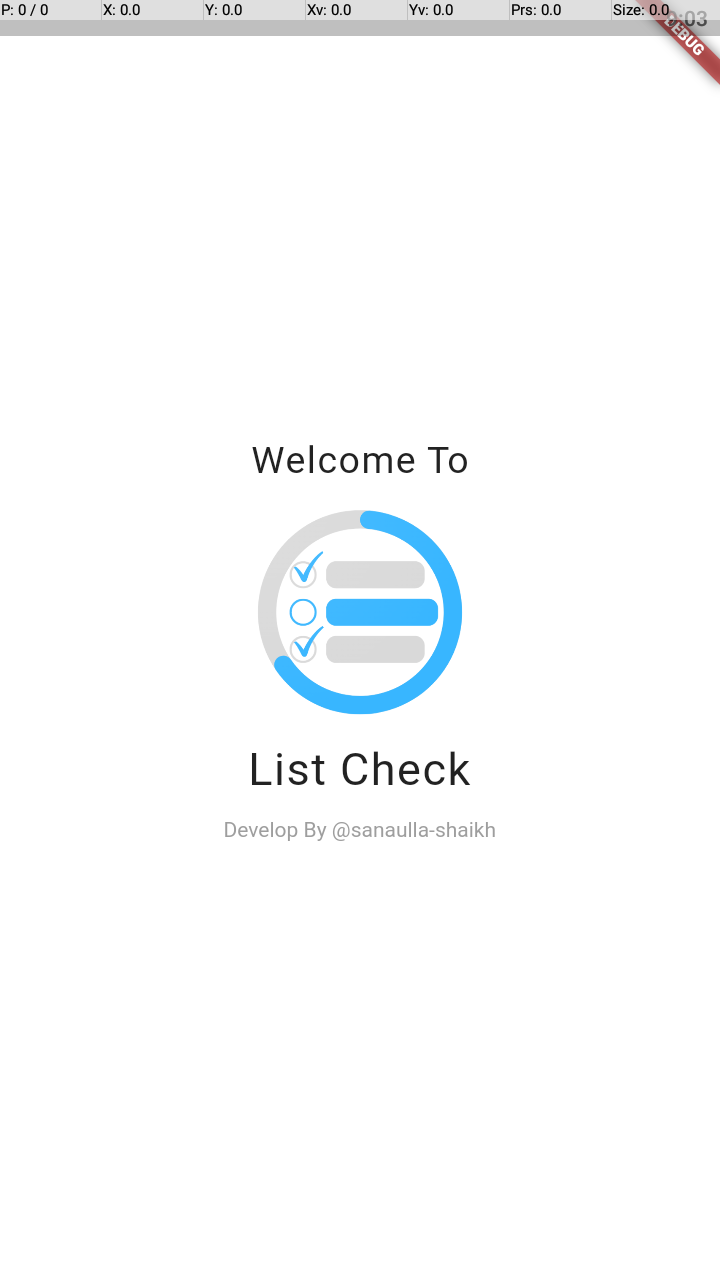 P: 0 / 0 X: 0.0 Y: 0.0 Xv: 0.0 Yv: 0.0 Prs: 0.0 Size: 0.0
DEBUG
Welcome To
List Check
Develop By @sanaulla-shaikh